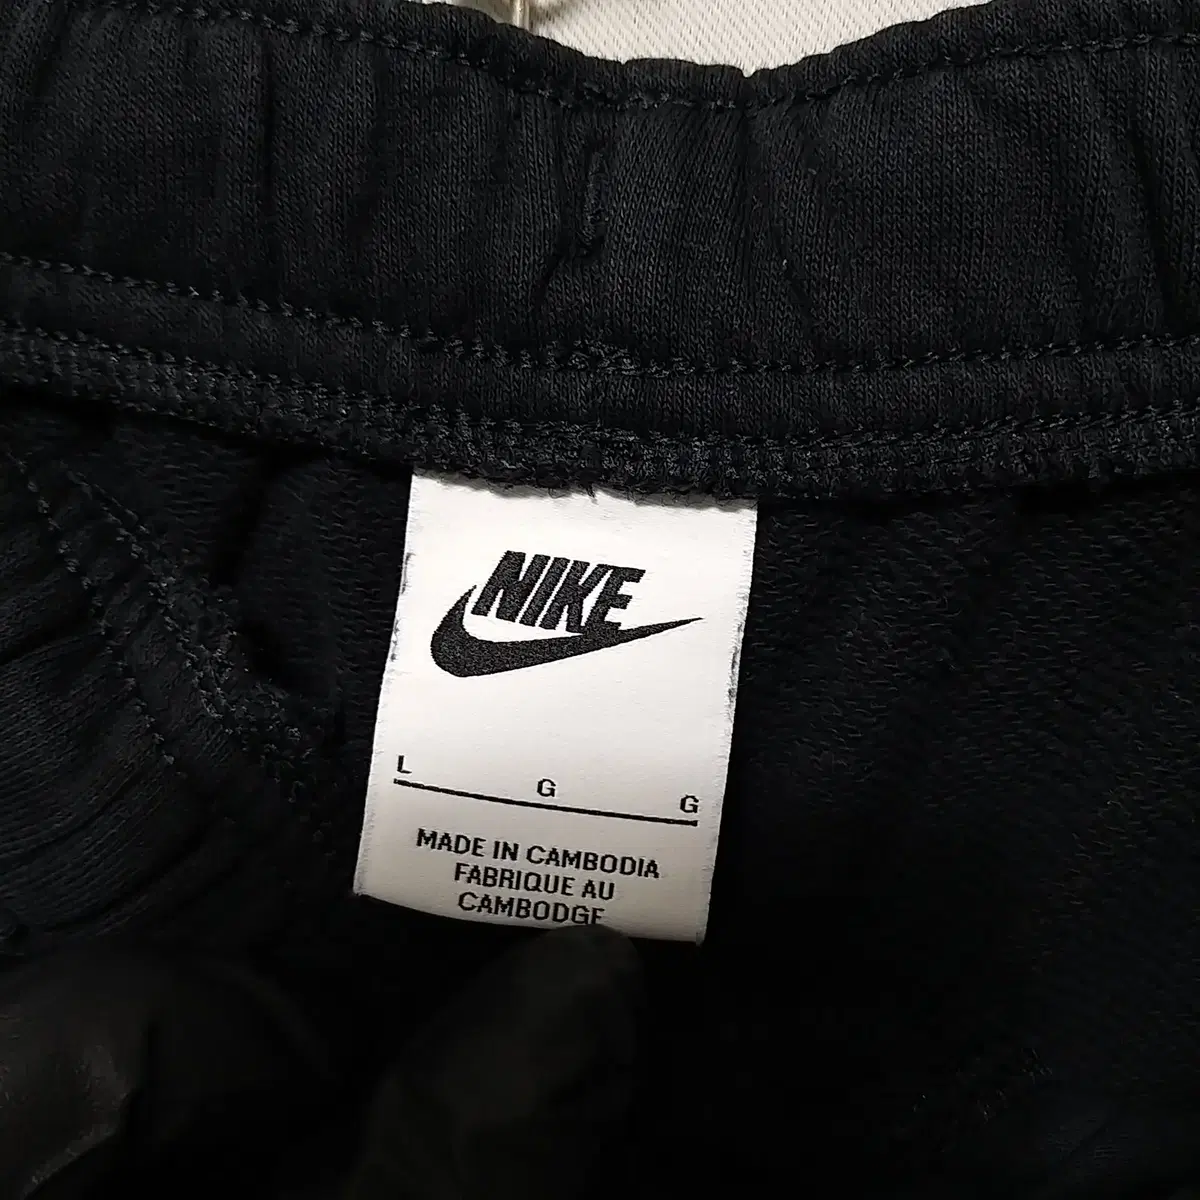 NIKE
L G G
MADE IN CAMBODIA
FABRIQUE AU
CAMBODGE